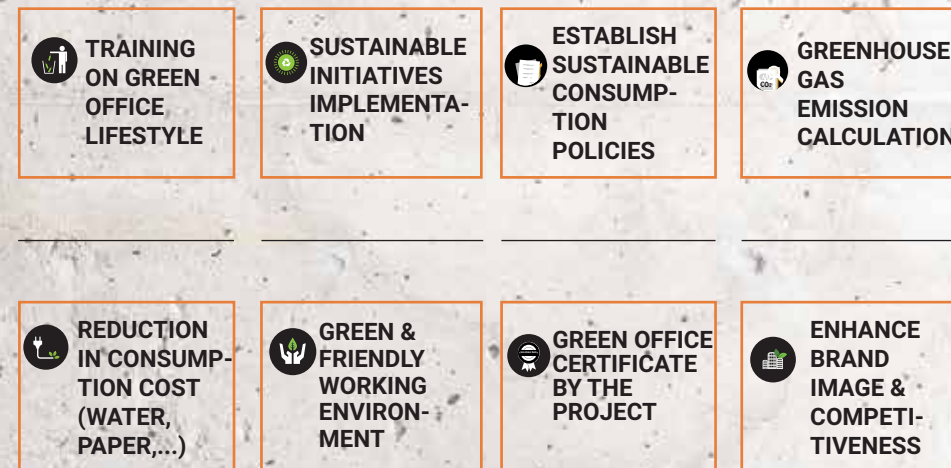 TRAINING
ON GREEN
OFFICE
LIFESTYLE
SUSTAINABLE
INITIATIVES
IMPLEMENTA-
TION
ESTABLISH
SUSTAINABLE
CONSUMP-
TION
POLICIES
GREENHOUSE
GAS
EMISSION
CALCULATION
CO2
REDUCTION
IN CONSUMP-
TION COST
(WATER,
PAPER,...)
GREEN &
FRIENDLY
WORKING
ENVIRON-
MENT
GREEN OFFICE
CERTIFICATE
BY THE
PROJECT
ENHANCE
BRAND
IMAGE &
COMPETI-
TIVENESS